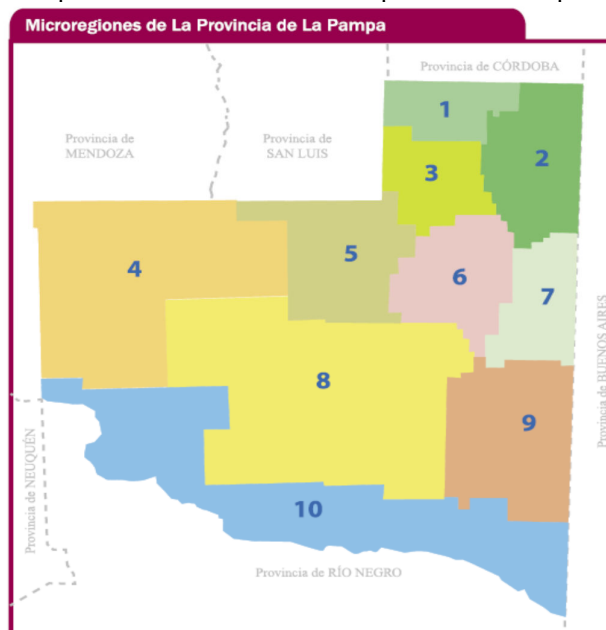 Microregiones de La Provincia de La Pampa
Provincia de CÓRDOBA
1
Provincia de
MENDOZA
Provincia de
SAN LUIS
2
3
4
5
6
7
8
9
10
Provincia de BUENOS AIRES
Provincia de NEUQUÉN
Provincia de RÍO NEGRO